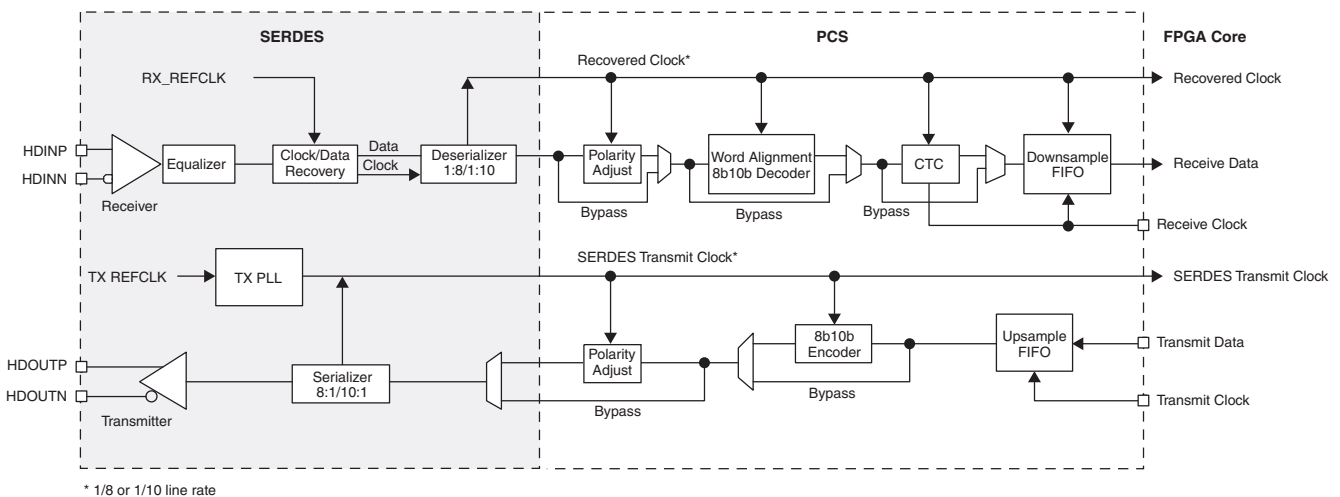 SERDES
PCS
FPGA Core
RX_REFCLK
Recovered Clock*
Recovered Clock
HDINP
HDINN
Receiver
Equalizer
Clock/Data
Recovery
Data
Clock
Deserializer
1:8/1:10
Polarity
Adjust
Bypass
Word Alignment
8b10b Decoder
Bypass
CTC
Bypass
Downsample
FIFO
Receive Data
Receive Clock
TX REFCLK
TX PLL
SERDES Transmit Clock*
SERDES Transmit Clock
HDOUTP
HDOUTN
Transmitter
Serializer
8:1/10:1
Polarity
Adjust
Bypass
8b10b
Encoder
Bypass
Upsample
FIFO
Transmit Data
Transmit Clock
* 1/8 or 1/10 line rate